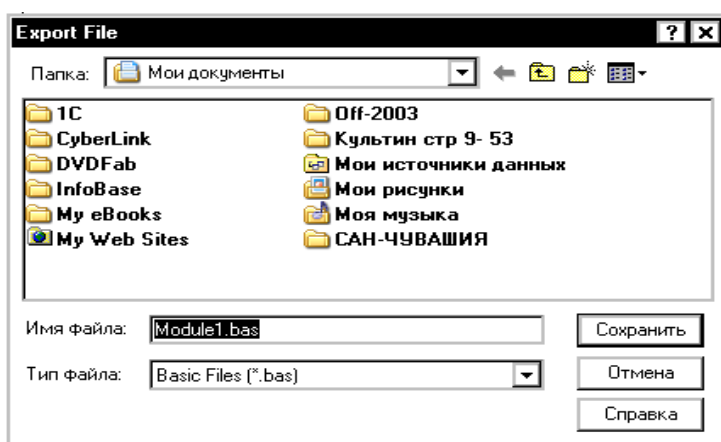 Export File
Папка: Мои документы
1C
CyberLink
DVDFab
InfoBase
My eBooks
My Web Sites
Off-2003
Культин стр 9- 53
Мои источники данных
Мои рисунки
Моя музыка
САН-ЧУВАШИЯ
Имя файла: Module1.bas
Сохранить
Тип файла: Basic Files (*.bas)
Отмена
Справка